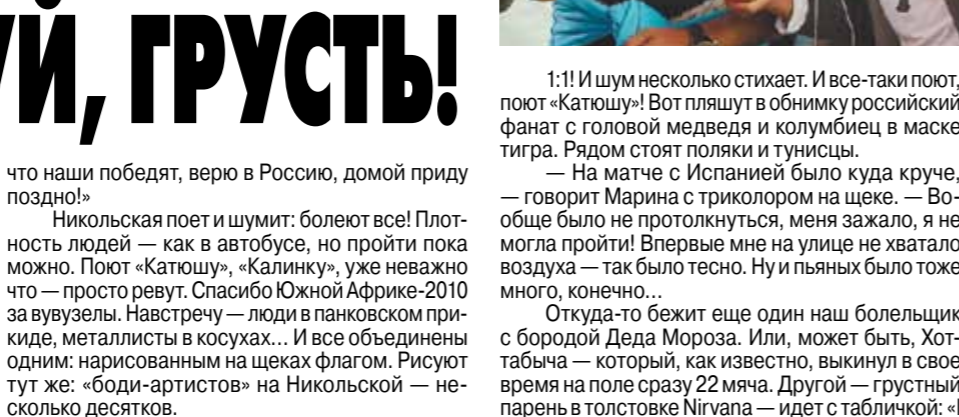 Й, ГРУСТЬ!
что наши победят, верю в Россию, домой приду
поздно!»
Никольская поет и шумит: болеют все! Плот-
ность людей — как в автобусе, но пройти пока
можно. Поют «Катюшу», «Калинку», уже неважно
что — просто ревут. Спасибо Южной Африке-2010
за вувузелы. Навстречу — люди в панковском при-
киде, металлисты в косухах... И все объединены
одним: нарисованным на щеках флагом. Рисуют
тут же: «боди-артистов» на Никольской — не-
сколько десятков.
1:1! И шум несколько стихает. И все-таки поют,
поют «Катюшу»! Вот пляшут в обнимку российский
фанат с головой медведя и колумбиец в маске
тигра. Рядом стоят поляки и тунисцы.
— На матче с Испанией было куда круче,
— говорит Марина с триколором на щеке. — Во-
обще было не протолкнуться, меня зажало, я не
могла пройти! Впервые мне на улице не хватало
воздуха — так было тесно. Ну и пьяных было тоже
много, конечно...
Откуда-то бежит еще один наш болельщик
с бородой Деда Мороза. Или, может быть, Хот-
табыча — который, как известно, выкинул в свое
время на поле сразу 22 мяча. Другой — грустный
парень в толстовке Nirvana — идет с табличкой: